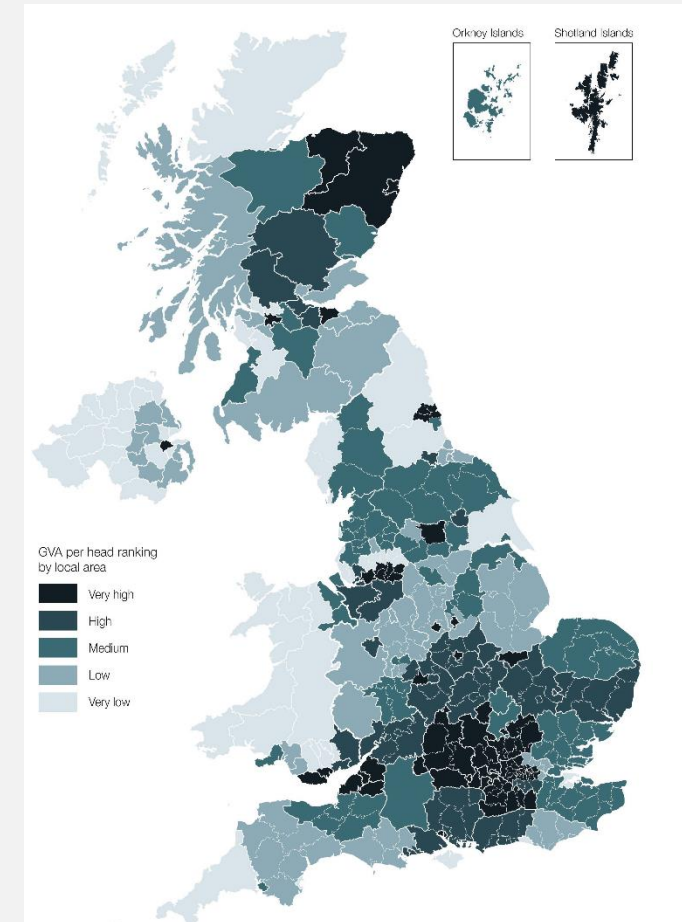 Orkney Islands
Shetland Islands
GVA per head ranking
by local area
Very high
High
Medium
Low
Very low